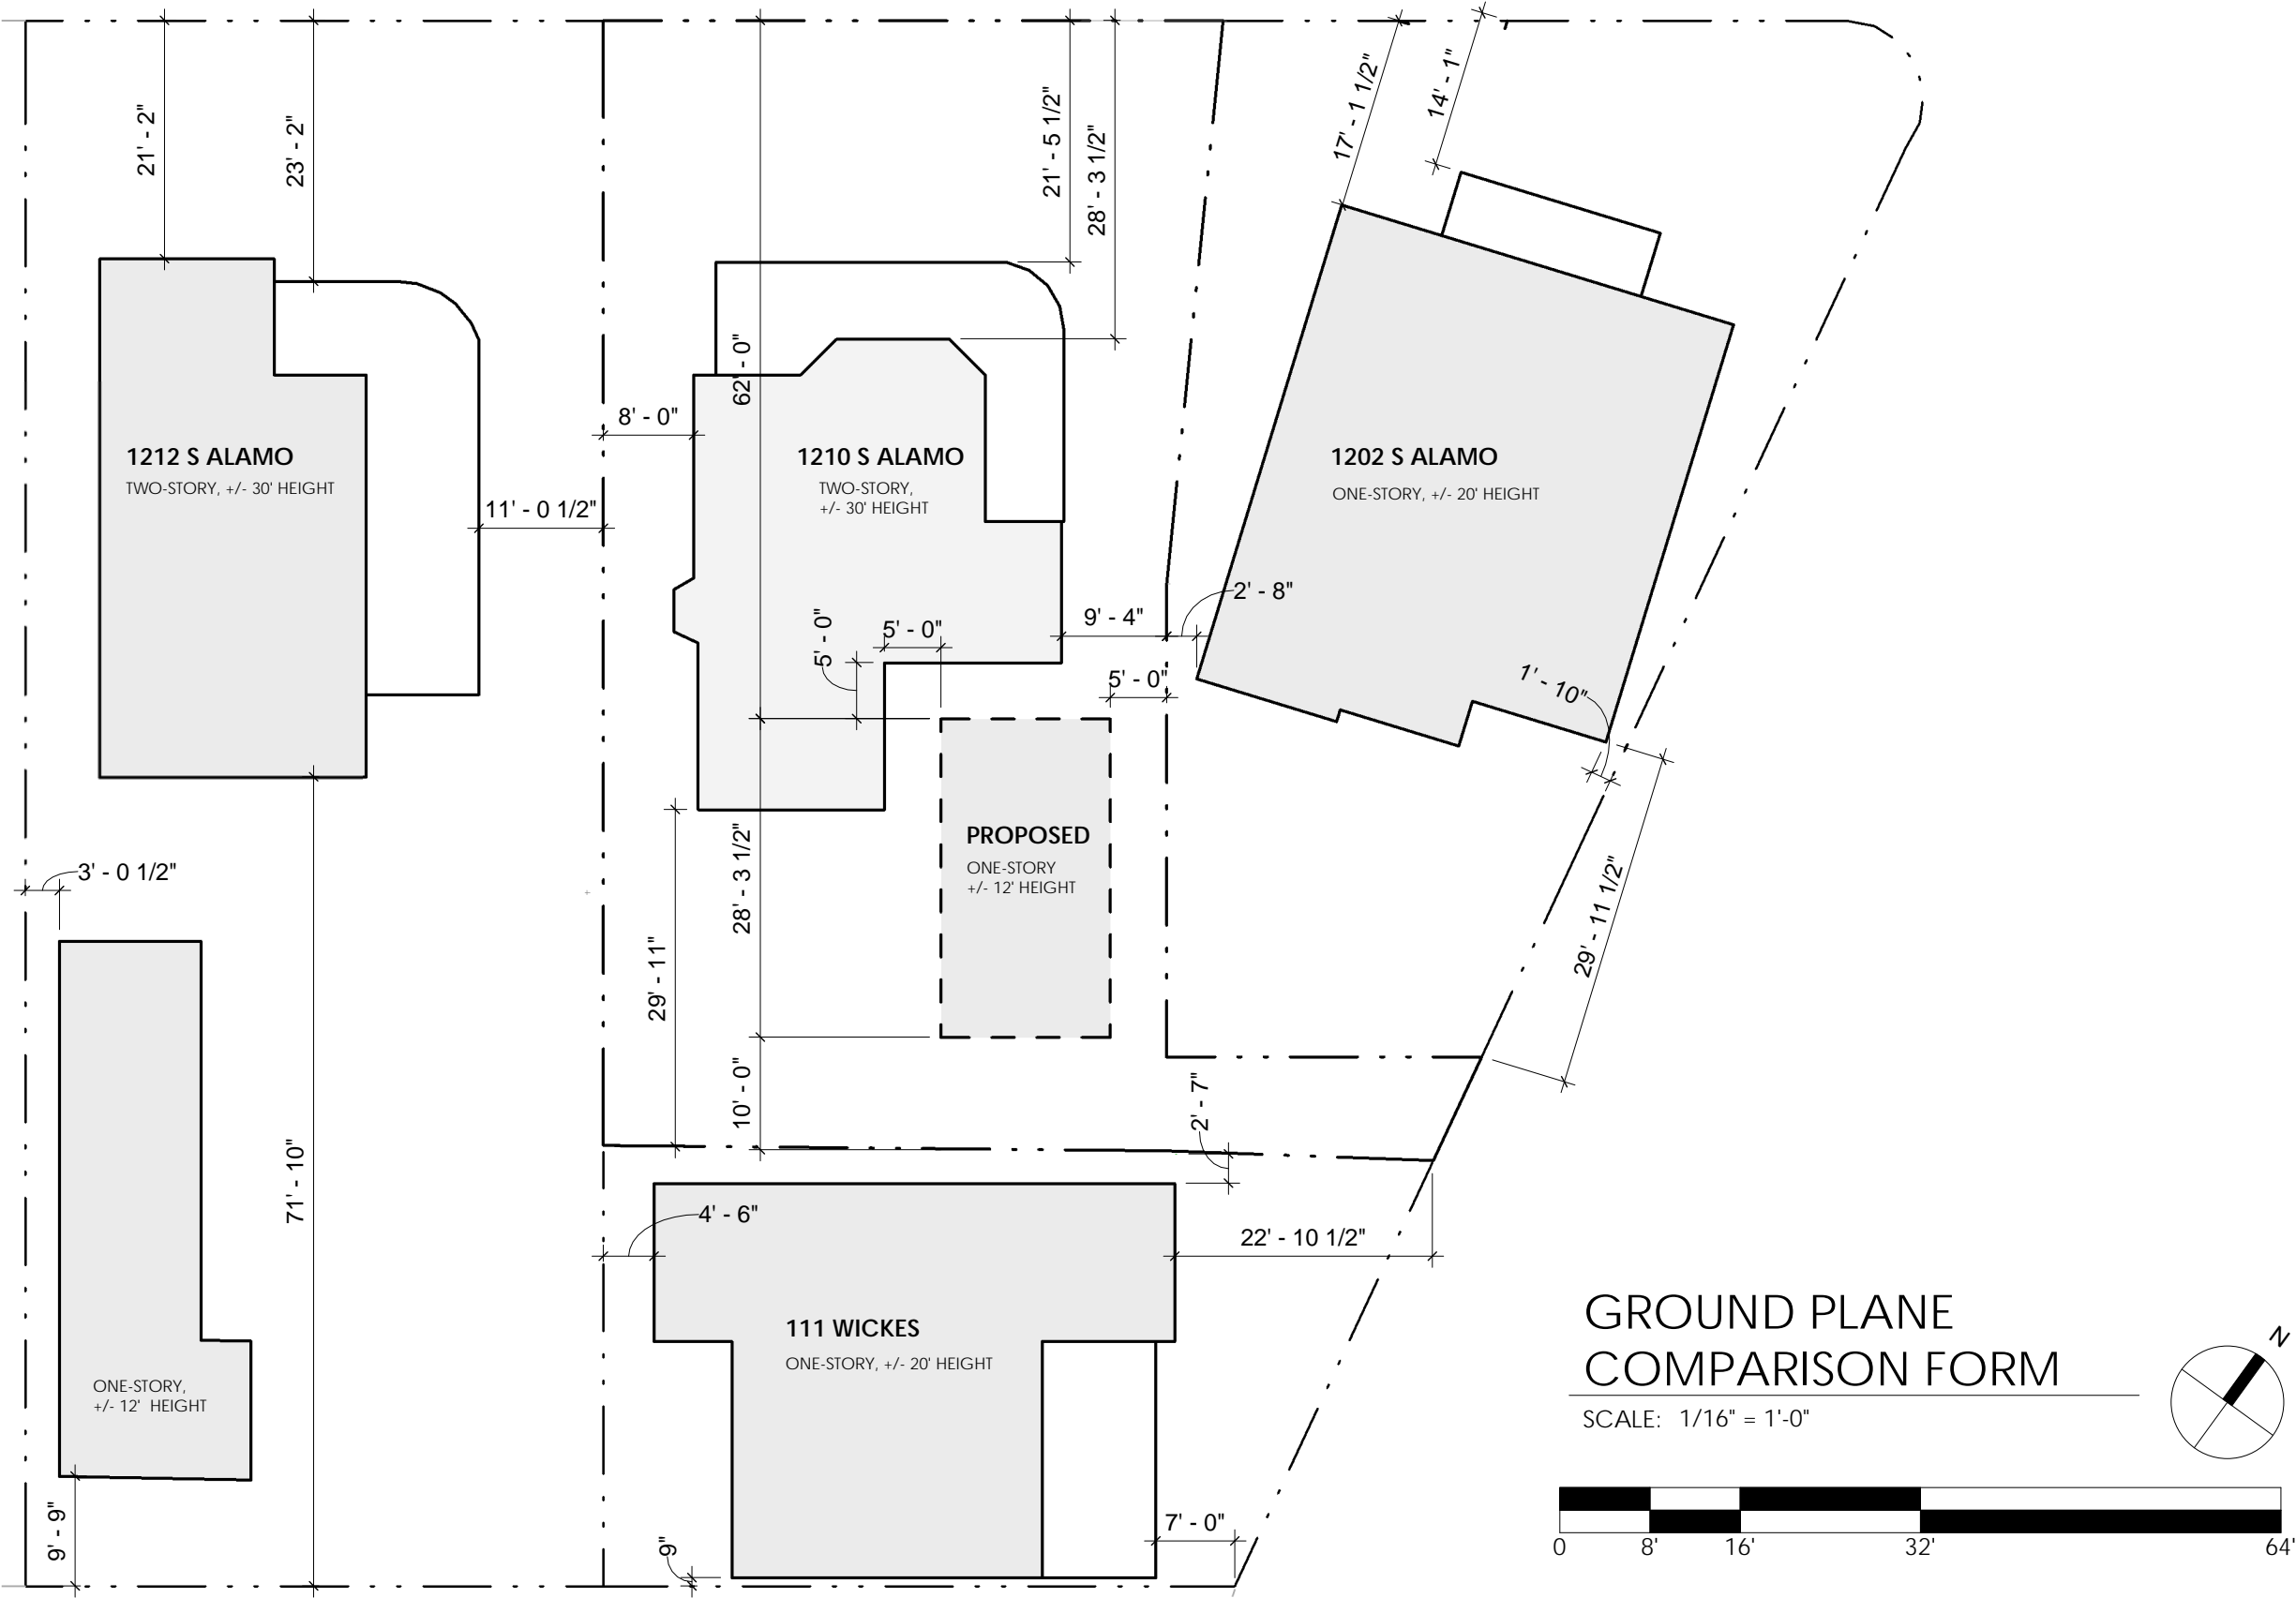 21' - 2"
23' - 2"
21' - 5 1/2"
28' - 3 1/2"
17' - 1 1/2"
14' - 1"
62' - 0"
8' - 0"
1212 S ALAMO
TWO-STORY, +/- 30' HEIGHT
1210 S ALAMO
TWO-STORY,
+/- 30' HEIGHT
1202 S ALAMO
ONE-STORY, +/- 20' HEIGHT
11' - 0 1/2"
2' - 8"
9' - 4"
5' - 0"
5' - 0"
5' - 0"
1' - 10"
PROPOSED
ONE-STORY
+/- 12' HEIGHT
3' - 0 1/2"
28' - 3 1/2"
29' - 11"
29' - 11 1/2"
10' - 0"
2' - 7"
71' - 10"
4' - 6"
22' - 10 1/2"
111 WICKES
ONE-STORY, +/- 20' HEIGHT
ONE-STORY,
+/- 12' HEIGHT
9' - 9"
9"
7' - 0"
GROUND PLANE
COMPARISON FORM
SCALE: 1/16" = 1'-0"
N
0 8' 16' 32' 64'